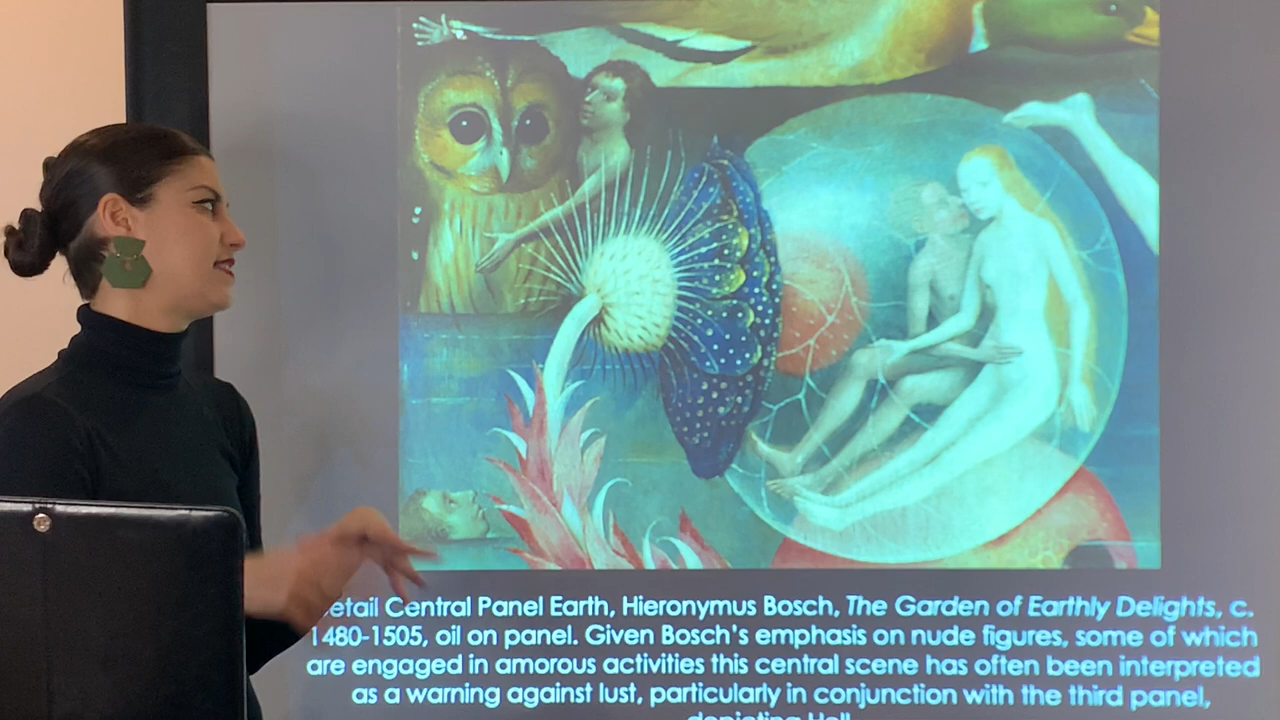 etail Central Panel Earth, Hieronymus Bosch, The Garden of Earthly Delights, c.
1480-1505, oil on panel. Given Bosch's emphasis on nude figures, some of which
are engaged in amorous activities this central scene has often been interpreted
as a warning against lust, particularly in conjunction with the third panel,
depicting Hell